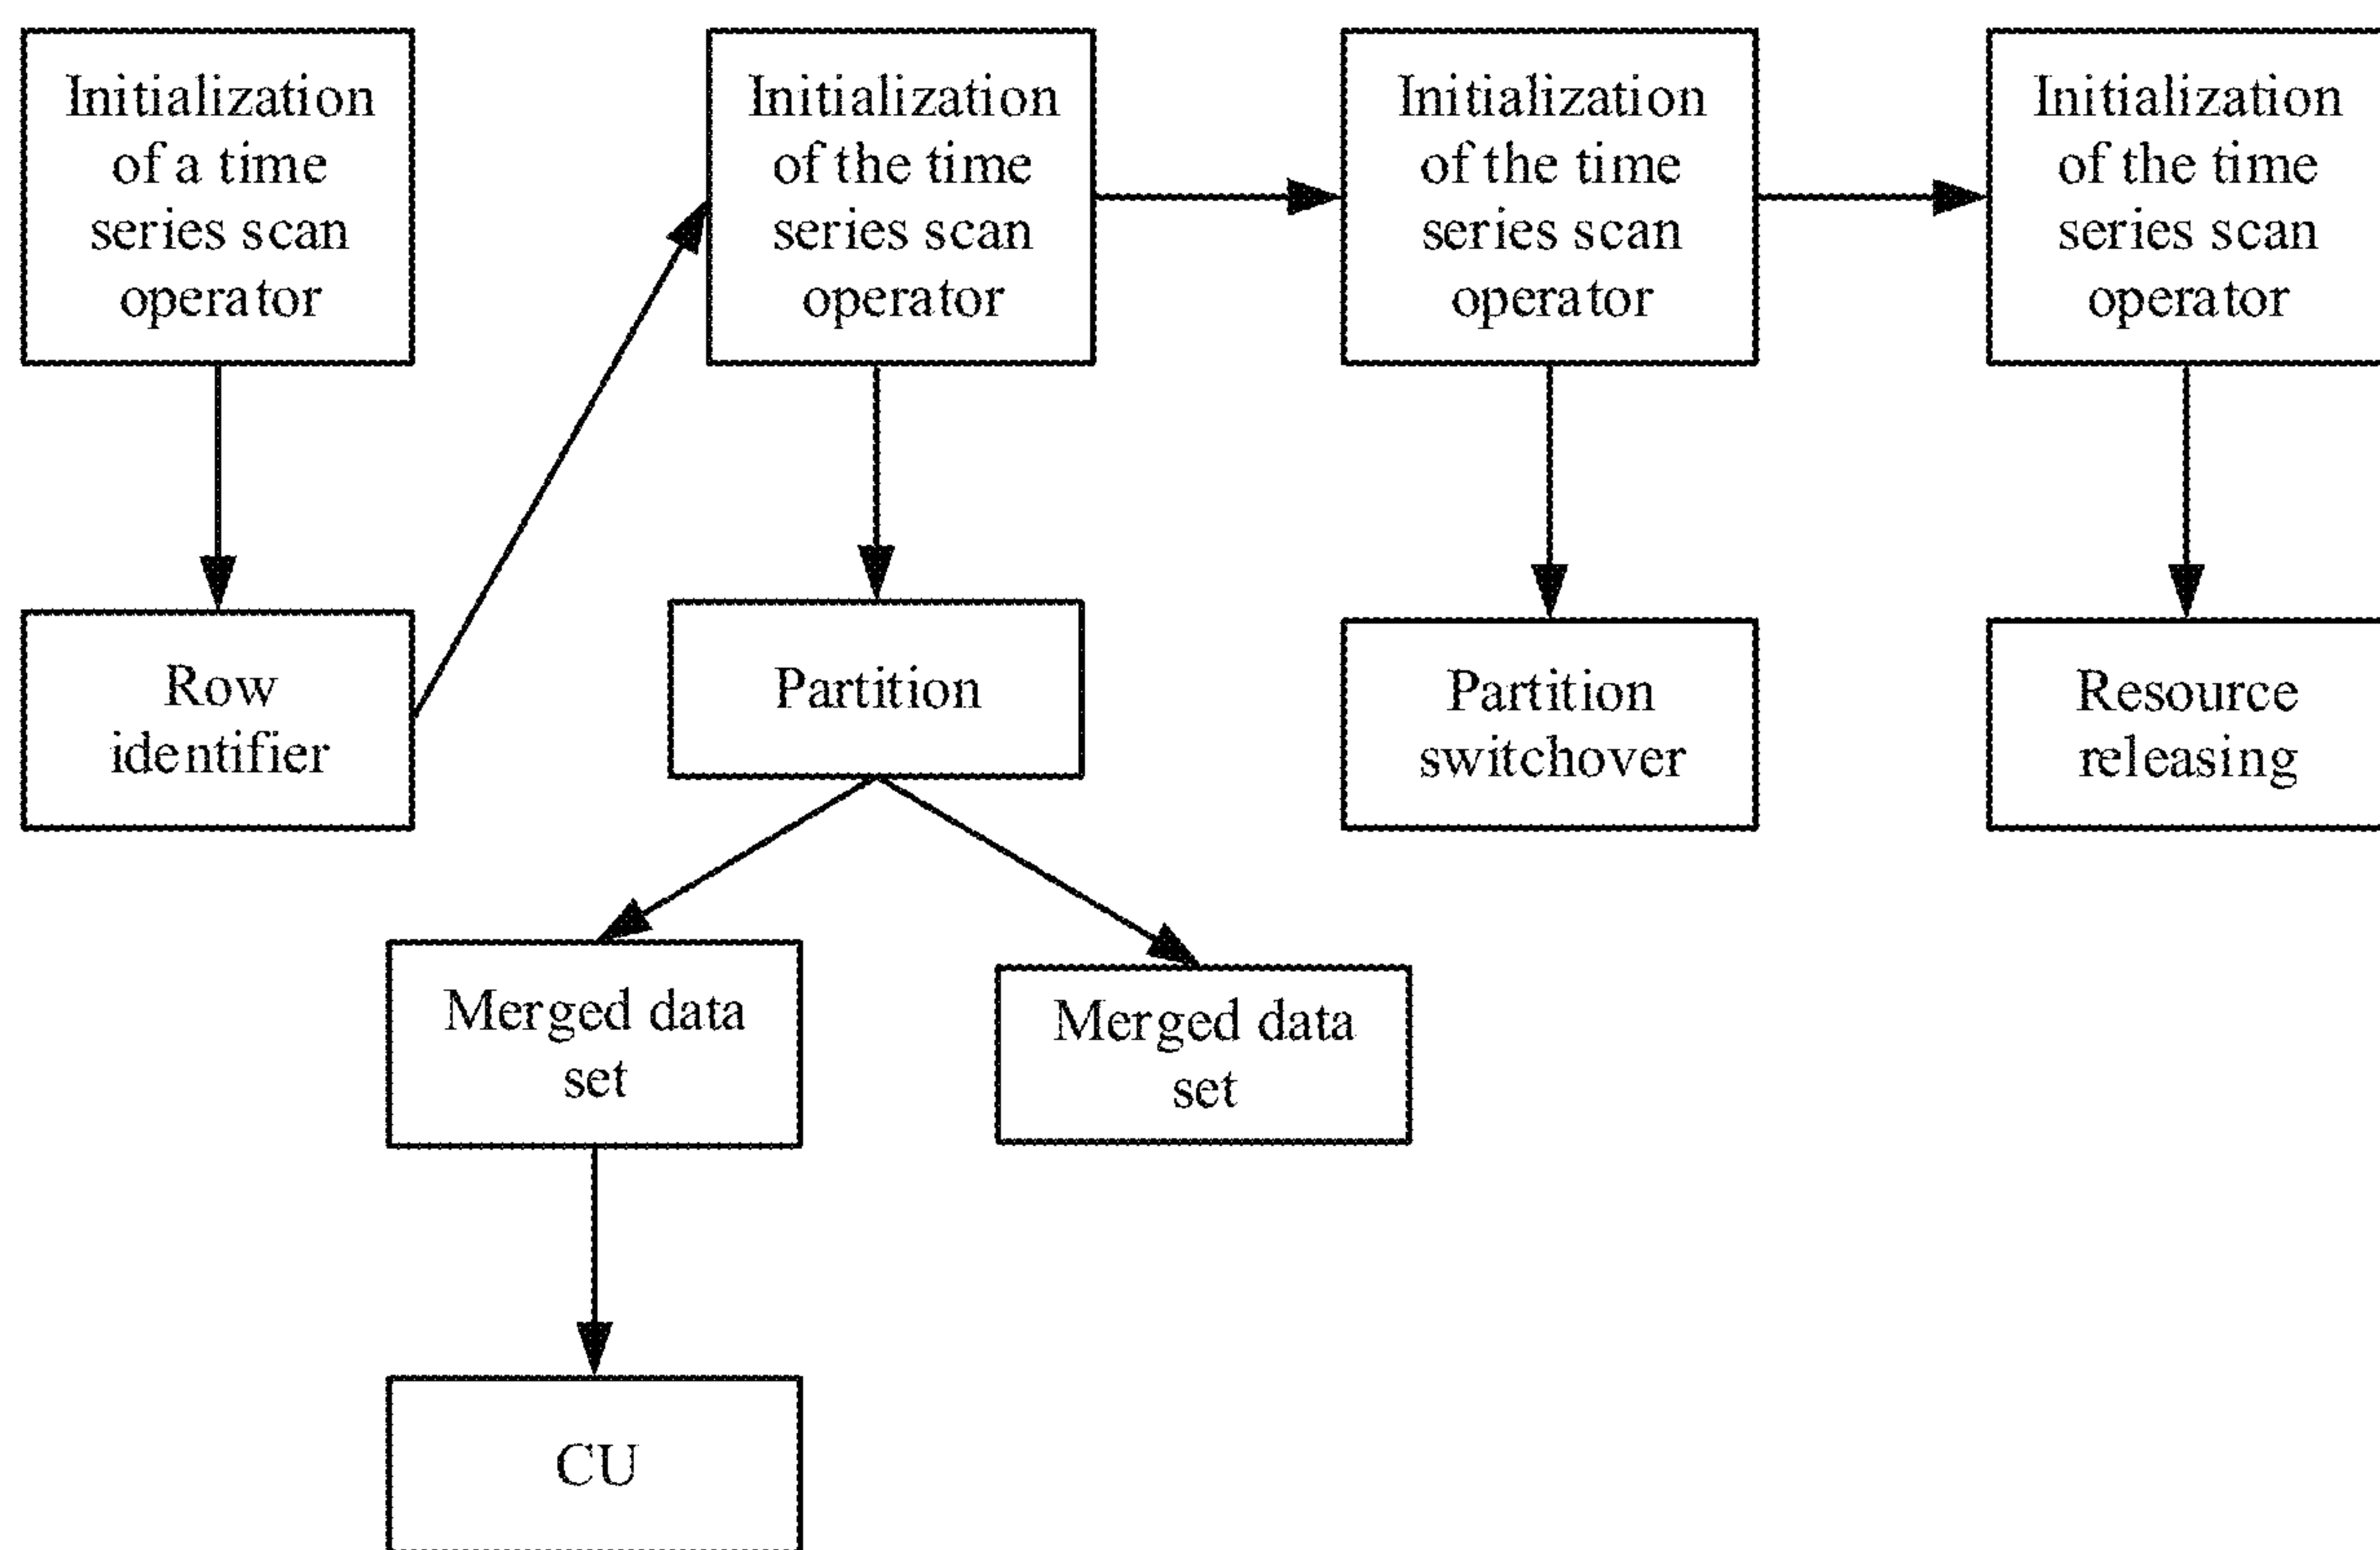 Initialization
of a time
series scan
operator
Initialization
of the time
series scan
operator
Initialization
of the time
series scan
operator
Initialization
of the time
series scan
operator
Row
identifier
Partition
Partition
switchover
Resource
releasing
Merged data
set
Merged data
set
CU